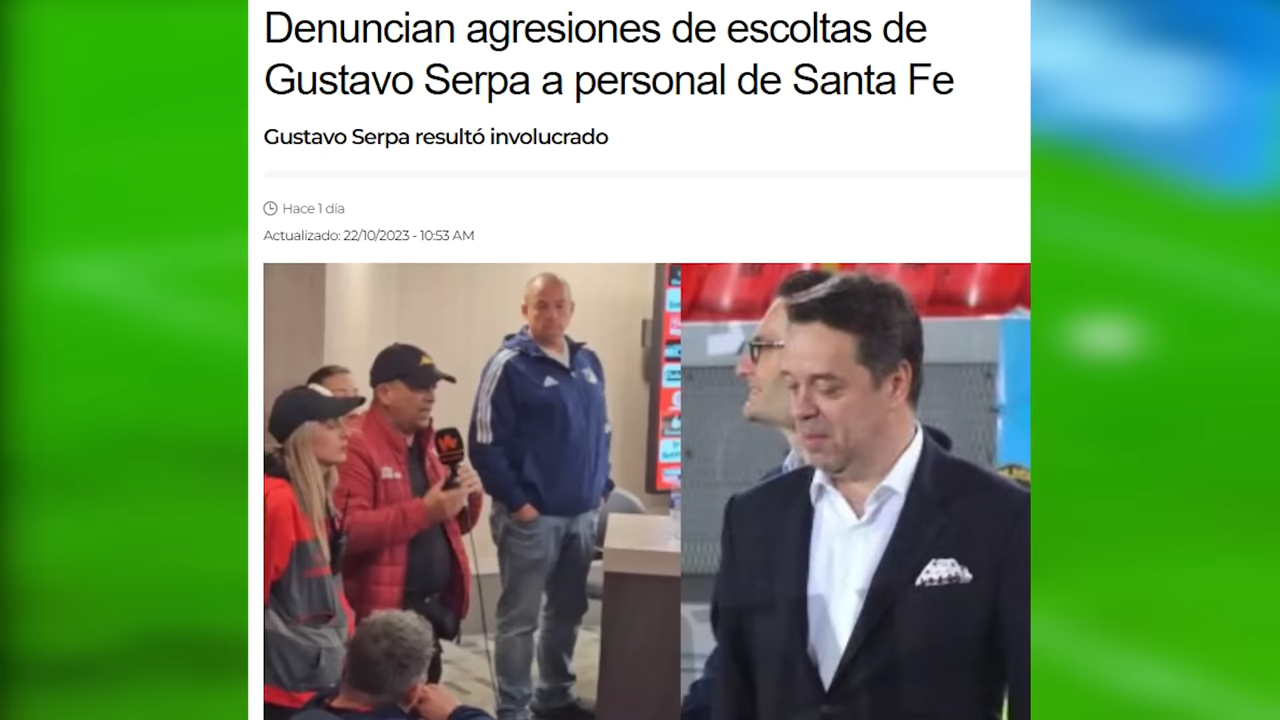 Denuncian agresiones de escoltas de
Gustavo Serpa a personal de Santa Fe
Gustavo Serpa resultó involucrado
Hace 1 día
Actualizado: 22/10/2023 - 10:53 AM